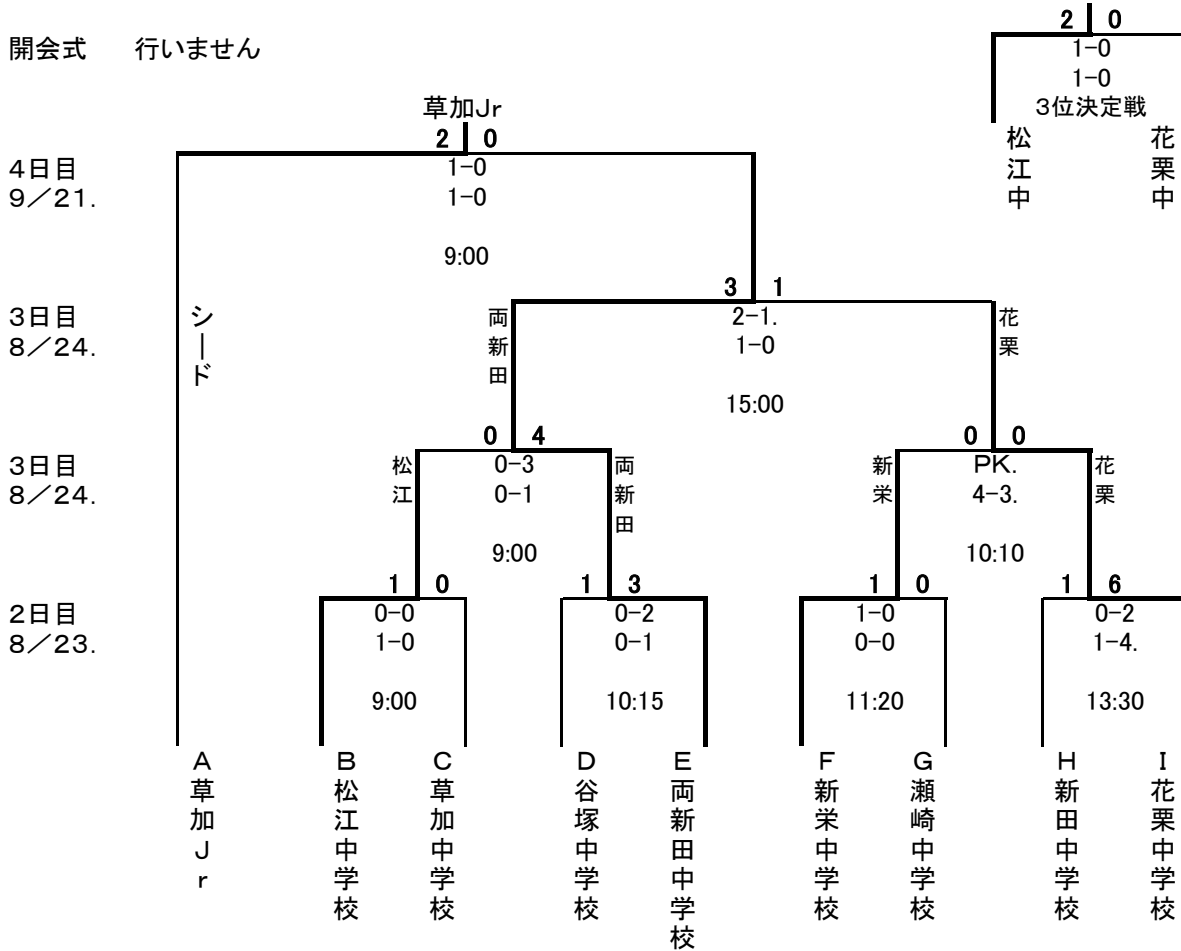 2 0
開会式 行いません
1-0
1-0
草加Jr
3位決定戦
2 0
松江中
花栗中
4日目
1-0
9／21.
1-0
9:00
3 1
3日目
シード
両新田
2-1.
花栗
8／24.
1-0
15:00
0 4
0 0
3日目
松江
0-3
両新田
新栄
PK.
花栗
8／24.
0-1
4-3.
9:00
10:10
1 0
1 3
1 0
1 6
2日目
0-0
0-2
1-0
0-2
8／23.
1-0
0-1
0-0
1-4.
9:00
10:15
11:20
13:30
A草加Jr
B松江中学校
C草加中学校
D谷塚中学校
E両新田中学校
F新栄中学校
G瀬崎中学校
H新田中学校
I花栗中学校